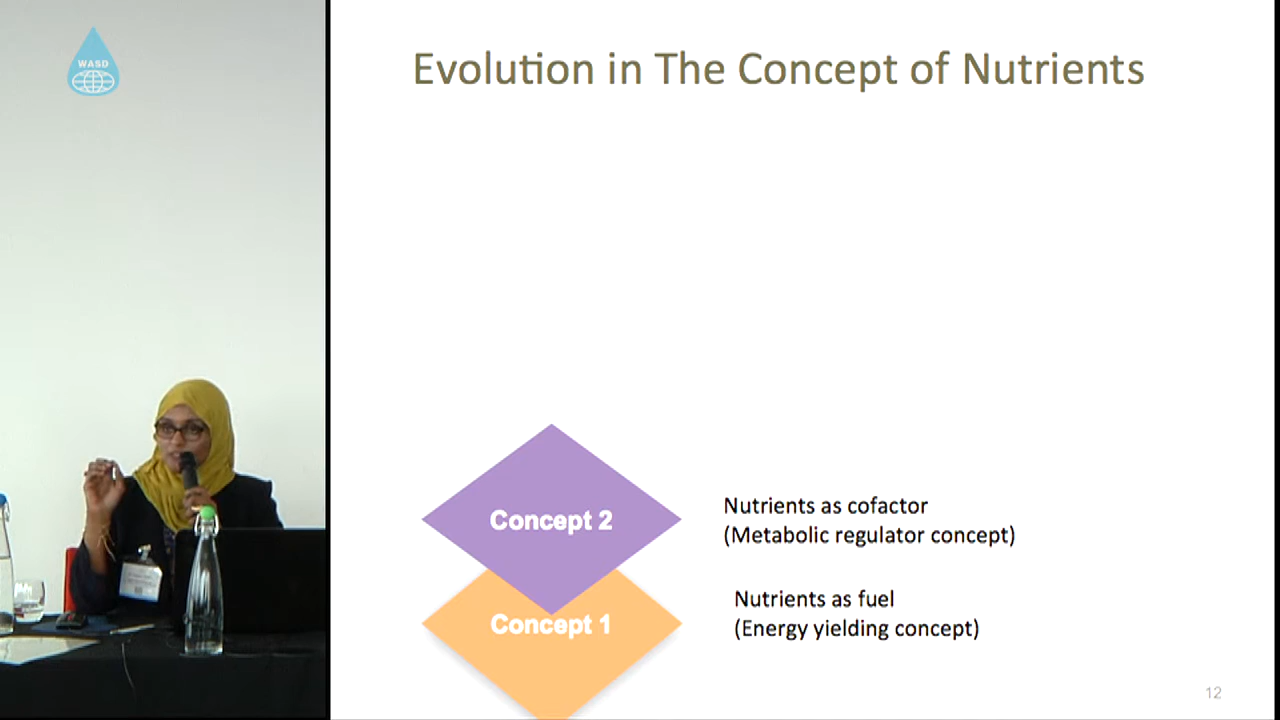 WASD
Evolution in The Concept of Nutrients
Concept 2
Nutrients as cofactor
(Metabolic regulator concept)
Concept 1
Nutrients as fuel
(Energy yielding concept)
12